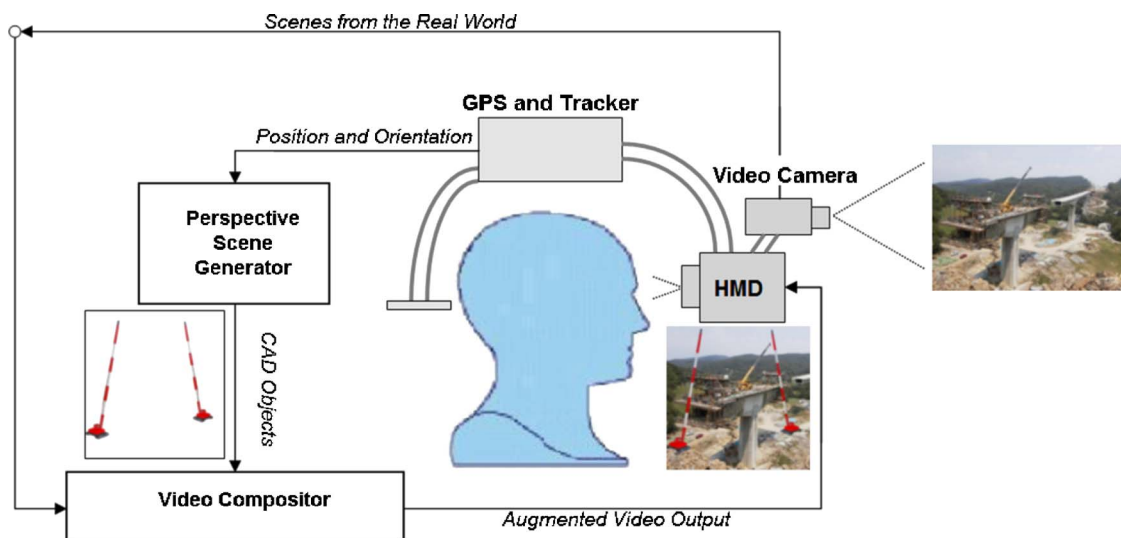 Scenes from the Real World
GPS and Tracker
Position and Orientation
Video Camera
Perspective
Scene
Generator
HMD
CAD Objects
Video Compositor
Augmented Video Output